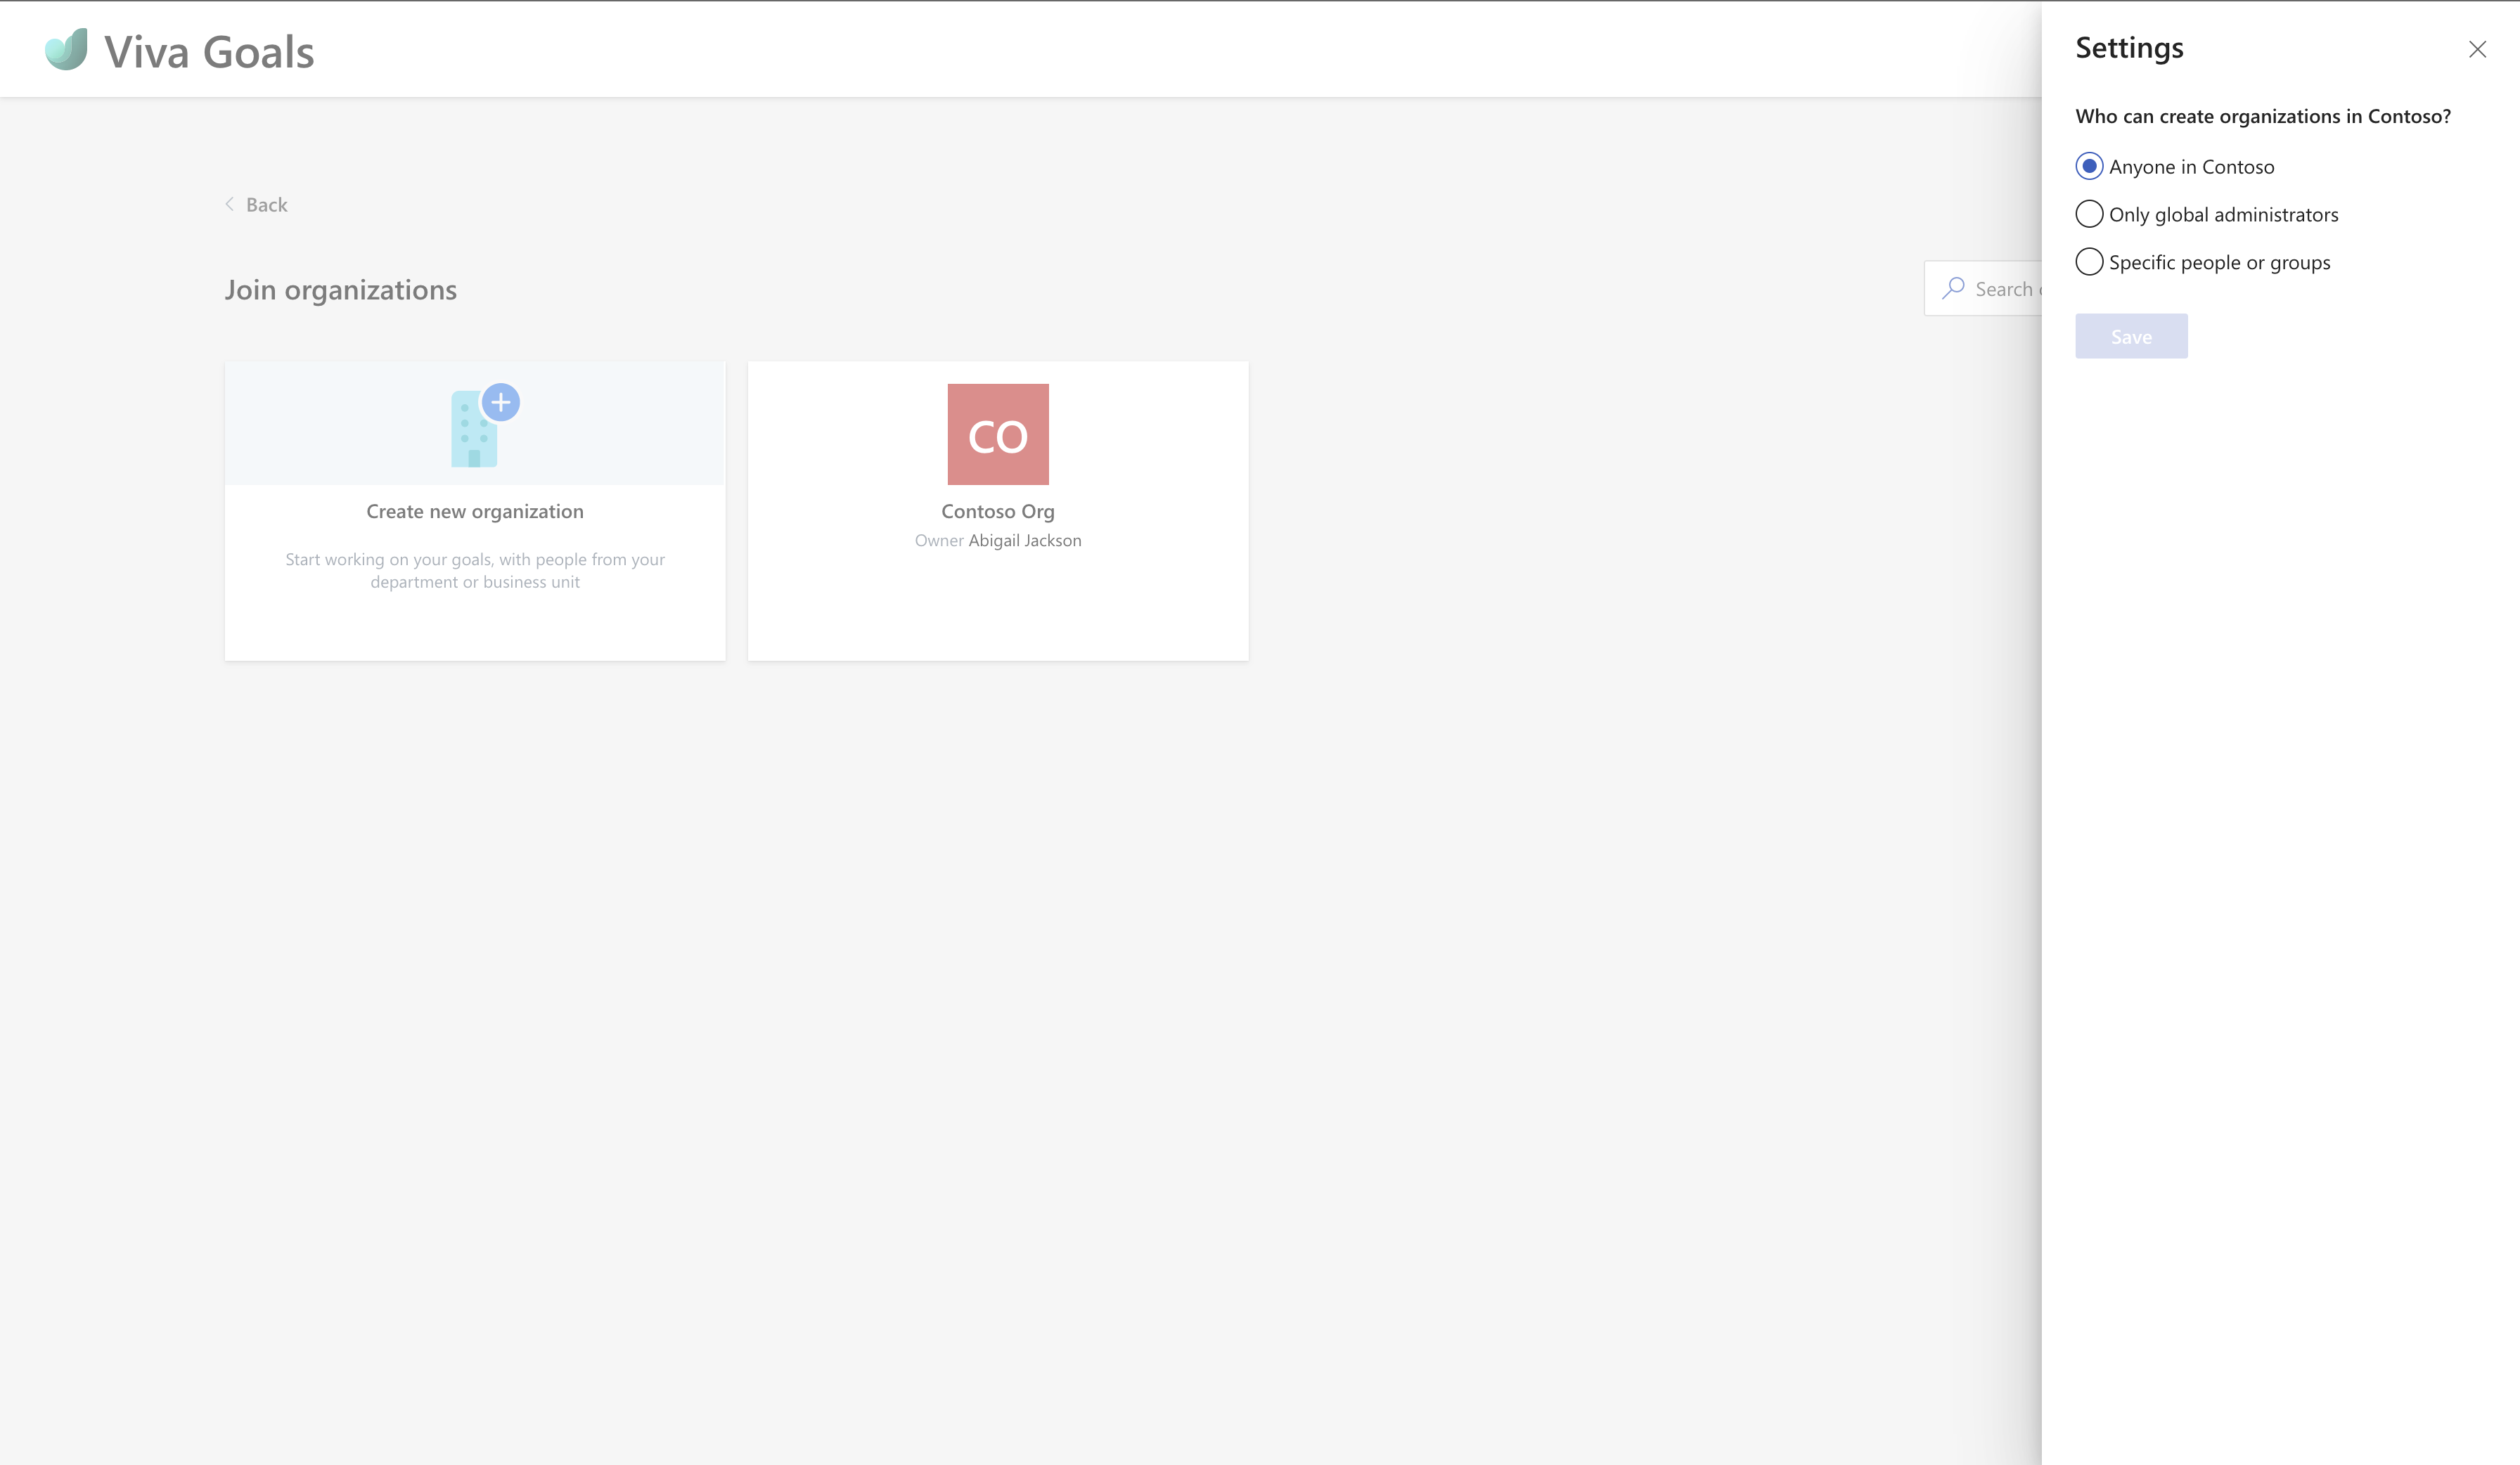 Viva Goals
Back
Join organizations
Search
Create new organization
Start working on your goals, with people from your
department or business unit
CO
Contoso Org
Owner Abigail Jackson
Settings
Who can create organizations in Contoso?
Anyone in Contoso
Only global administrators
Specific people or groups
Save